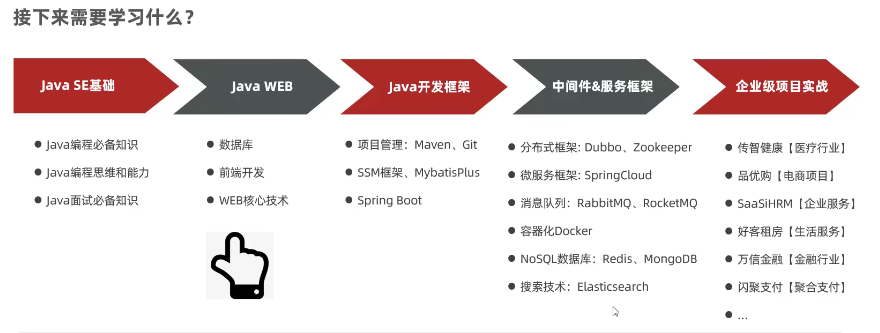 接下来需要学习什么？
Java SE基础
Java编程必备知识
Java编程思维和能力
Java面试必备知识
Java WEB
数据库
前端开发
WEB核心技术
Java开发框架
项目管理：Maven、Git
SSM框架、MybatisPlus
Spring Boot
中间件&服务框架
分布式框架: Dubbo、Zookeeper
微服务框架: SpringCloud
消息队列：RabbitMQ、RocketMQ
容器化Docker
NoSQL数据库：Redis、MongoDB
搜索技术：Elasticsearch
企业级项目实战
传智健康【医疗行业】
品优购【电商项目】
SaaSiHRM【企业服务】
好客租房【生活服务】
万信金融【金融行业】
闪聚支付【聚合支付】
...